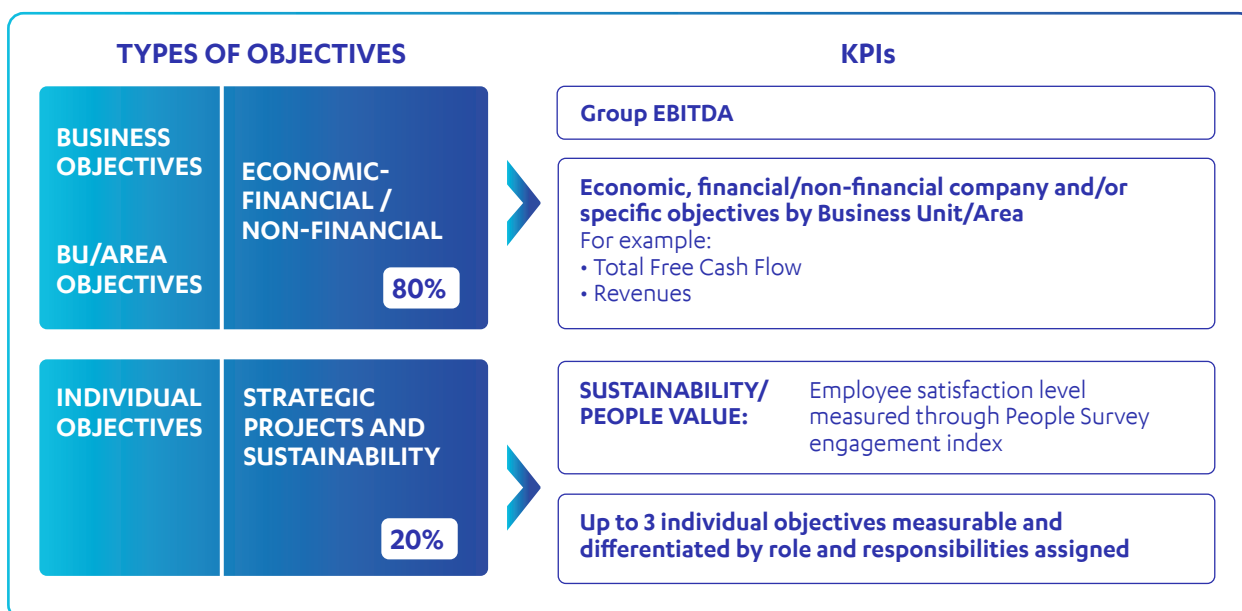 TYPES OF OBJECTIVES
KPIs
BUSINESS
OBJECTIVES
BU/AREA
OBJECTIVES
ECONOMIC-
FINANCIAL /
NON-FINANCIAL
80%
Group EBITDA
Economic, financial/non-financial company and/or
specific objectives by Business Unit/Area
For example:
• Total Free Cash Flow
• Revenues
INDIVIDUAL
OBJECTIVES
STRATEGIC
PROJECTS AND
SUSTAINABILITY
20%
SUSTAINABILITY/
PEOPLE VALUE:
Employee satisfaction level
measured through People Survey
engagement index
Up to 3 individual objectives measurable and
differentiated by role and responsibilities assigned